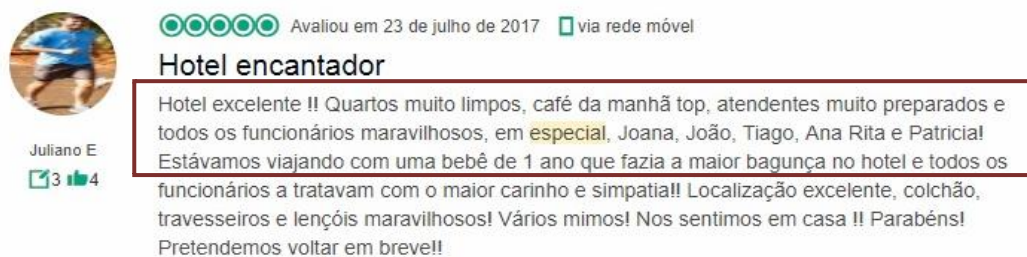 Avaliou em 23 de julho de 2017 via rede móvel
Hotel encantador
Hotel excelente !! Quartos muito limpos, café da manhã top, atendentes muito preparados e
todos os funcionários maravilhosos, em especial, Joana, João, Tiago, Ana Rita e Patricia!
Estávamos viajando com uma bebê de 1 ano que fazia a maior bagunça no hotel e todos os
funcionários a tratavam com o maior carinho e simpatia!! Localização excelente, colchão,
travesseiros e lençóis maravilhosos! Vários mimos! Nos sentimos em casa !! Parabéns!
Pretendemos voltar em breve!!
Juliano E
3 4